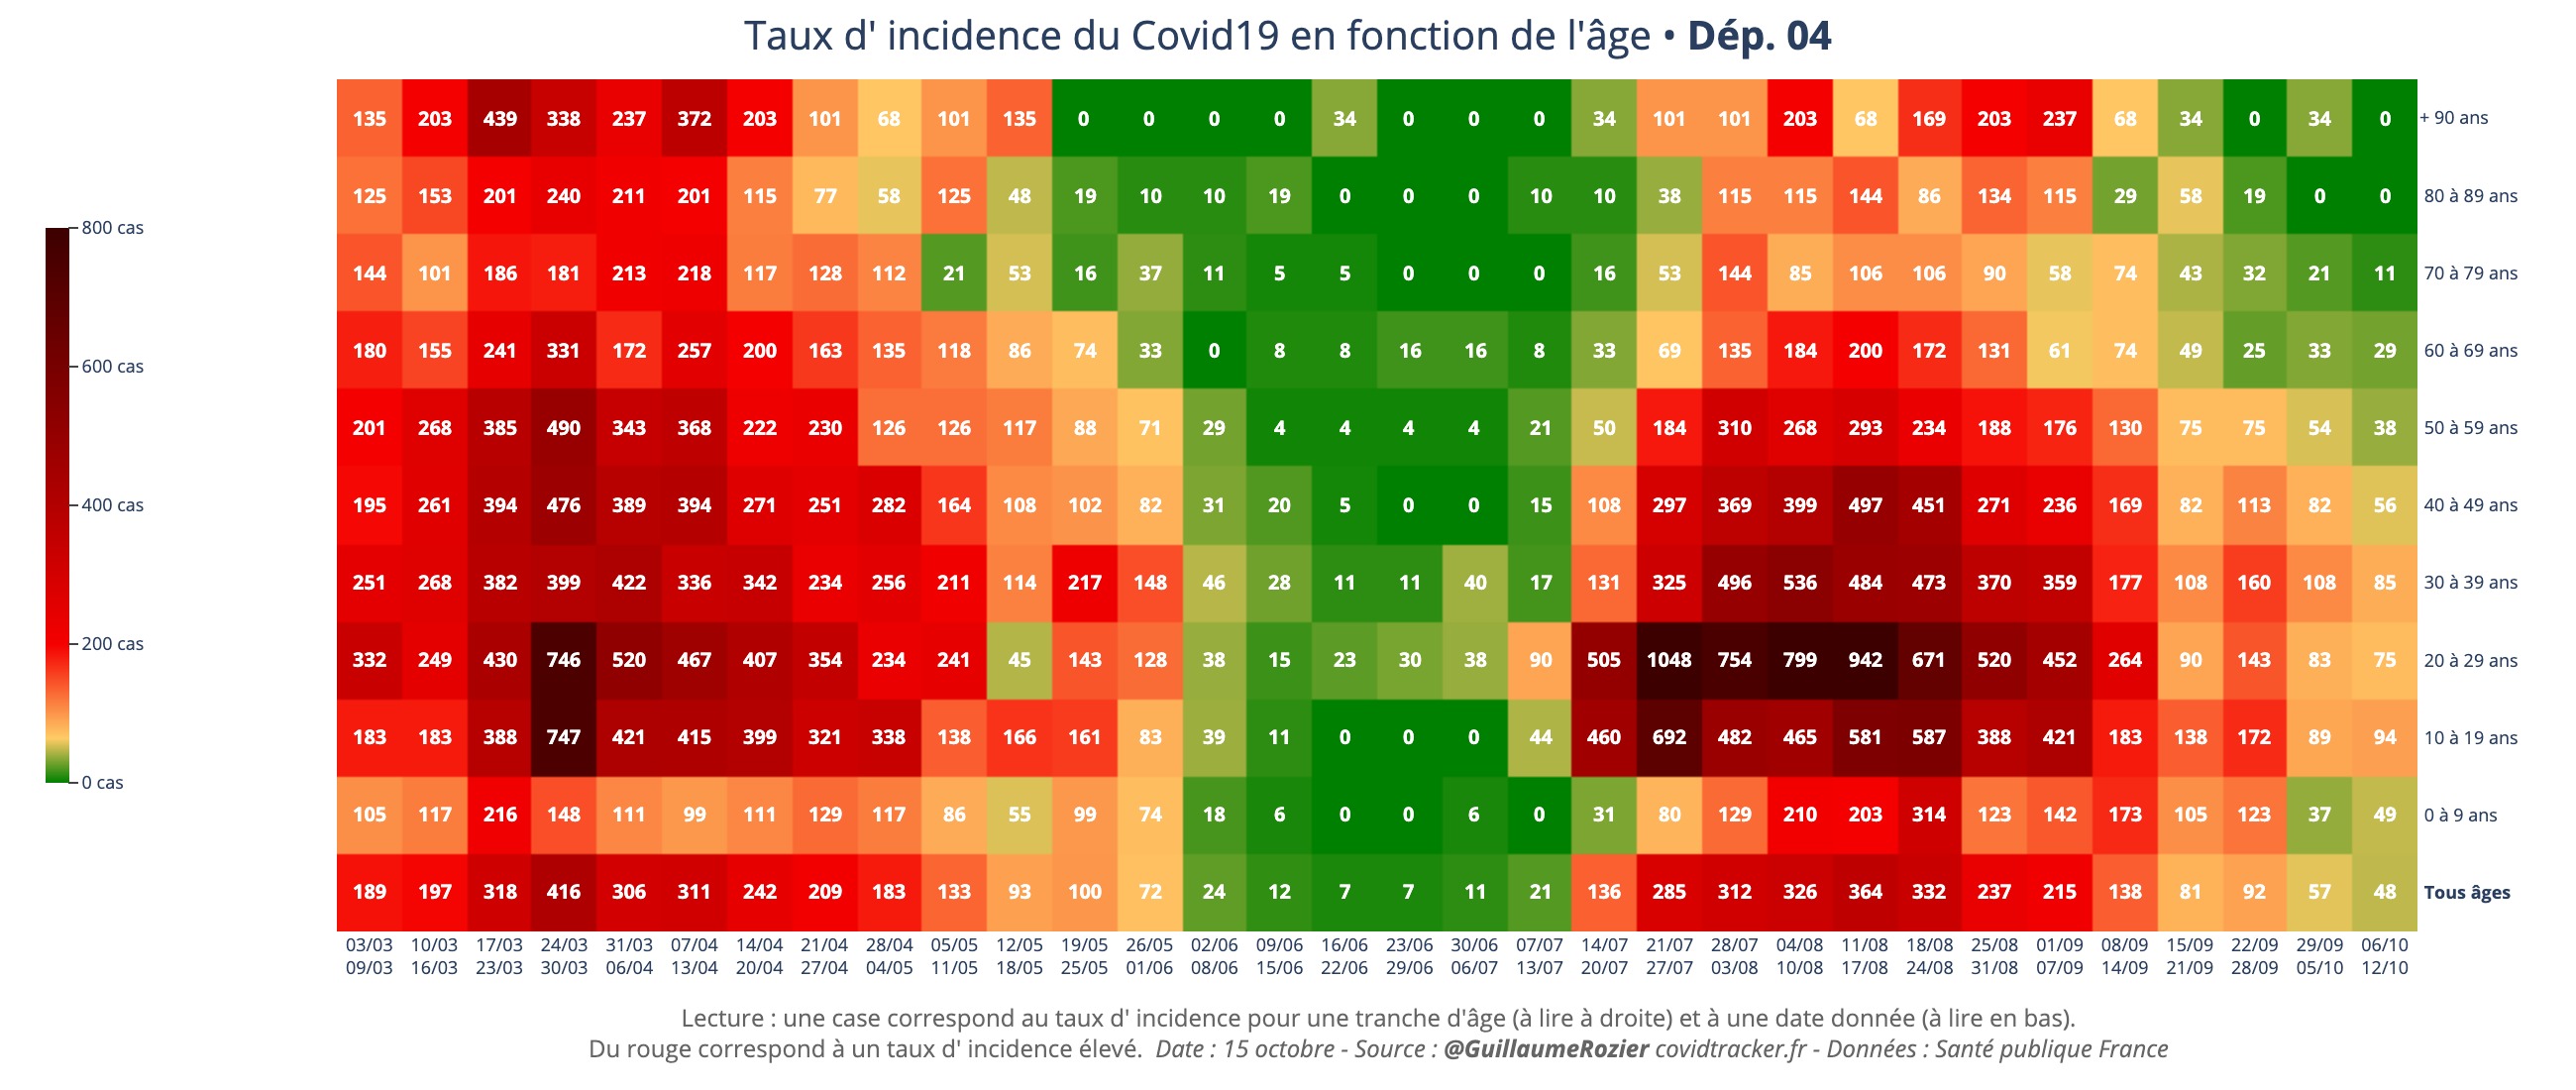 Taux d' incidence du Covid19 en fonction de l'âge • Dép. 04
135 203 439 338 237 372 203 101 68 101 135 0 0 0 0 34 0 0 0 34 101 101 203 68 169 203 237 68 34 0 34 0 + 90 ans
125 153 201 240 211 201 115 77 58 125 48 19 10 10 19 0 0 0 10 10 38 115 115 144 86 134 115 29 58 19 0 0 80 à 89 ans
144 101 186 181 213 218 117 128 112 21 53 16 37 11 5 5 0 0 0 16 53 144 85 106 106 90 58 74 43 32 21 11 70 à 79 ans
180 155 241 331 172 257 200 163 135 118 86 74 33 0 8 8 16 16 8 33 69 135 184 200 172 131 61 74 49 25 33 29 60 à 69 ans
201 268 385 490 343 368 222 230 126 126 117 88 71 29 4 4 4 4 21 50 184 310 268 293 234 188 176 130 75 75 54 38 50 à 59 ans
195 261 394 476 389 394 271 251 282 164 108 102 82 31 20 5 0 0 15 108 297 369 399 497 451 271 236 169 82 113 82 56 40 à 49 ans
251 268 382 399 422 336 342 234 256 211 114 217 148 46 28 11 11 40 17 131 325 496 536 484 473 370 359 177 108 160 108 85 30 à 39 ans
332 249 430 746 520 467 407 354 234 241 45 143 128 38 15 23 30 38 90 505 1048 754 799 942 671 520 452 264 90 143 83 75 20 à 29 ans
183 183 388 747 421 415 399 321 338 138 166 161 83 39 11 0 0 0 44 460 692 482 465 581 587 388 421 183 138 172 89 94 10 à 19 ans
105 117 216 148 111 99 111 129 117 86 55 99 74 18 6 0 0 6 0 31 80 129 210 203 314 123 142 173 105 123 37 49 0 à 9 ans
189 197 318 416 306 311 242 209 183 133 93 100 72 24 12 7 7 11 21 136 285 312 326 364 332 237 215 138 81 92 57 48 Tous âges
03/03 10/03 17/03 24/03 31/03 07/04 14/04 21/04 28/04 05/05 12/05 19/05 26/05 02/06 09/06 16/06 23/06 30/06 07/07 14/07 21/07 28/07 04/08 11/08 18/08 25/08 01/09 08/09 15/09 22/09 29/09 06/10
09/03 16/03 23/03 30/03 06/04 13/04 20/04 27/04 04/05 11/05 18/05 25/05 01/06 08/06 15/06 22/06 29/06 06/07 13/07 20/07 27/07 03/08 10/08 17/08 24/08 31/08 07/09 14/09 21/09 28/09 05/10 12/10
800 cas
600 cas
400 cas
200 cas
0 cas
Lecture : une case correspond au taux d' incidence pour une tranche d'âge (à lire à droite) et à une date donnée (à lire en bas).
Du rouge correspond à un taux d' incidence élevé. Date : 15 octobre - Source : @GuillaumeRozier covidtracker.fr - Données : Santé publique France